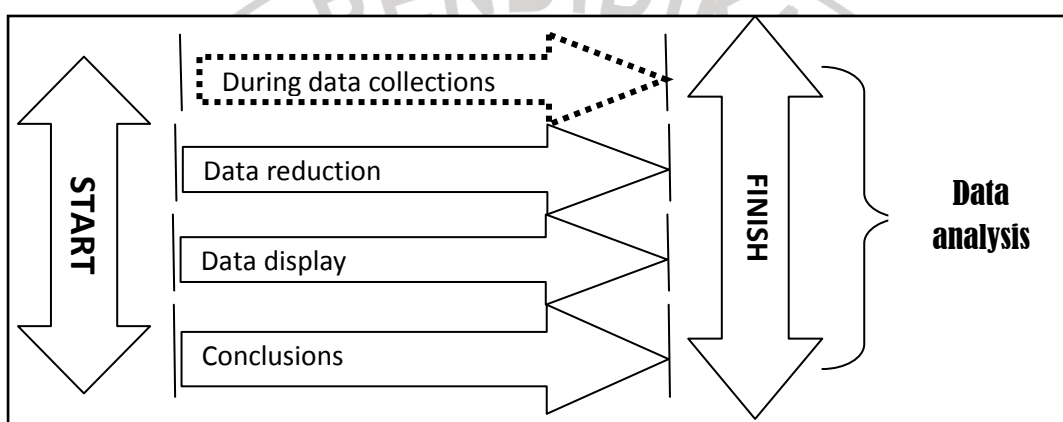 During data collections
Data reduction
Data display
Conclusions
START
FINISH
Data
analysis